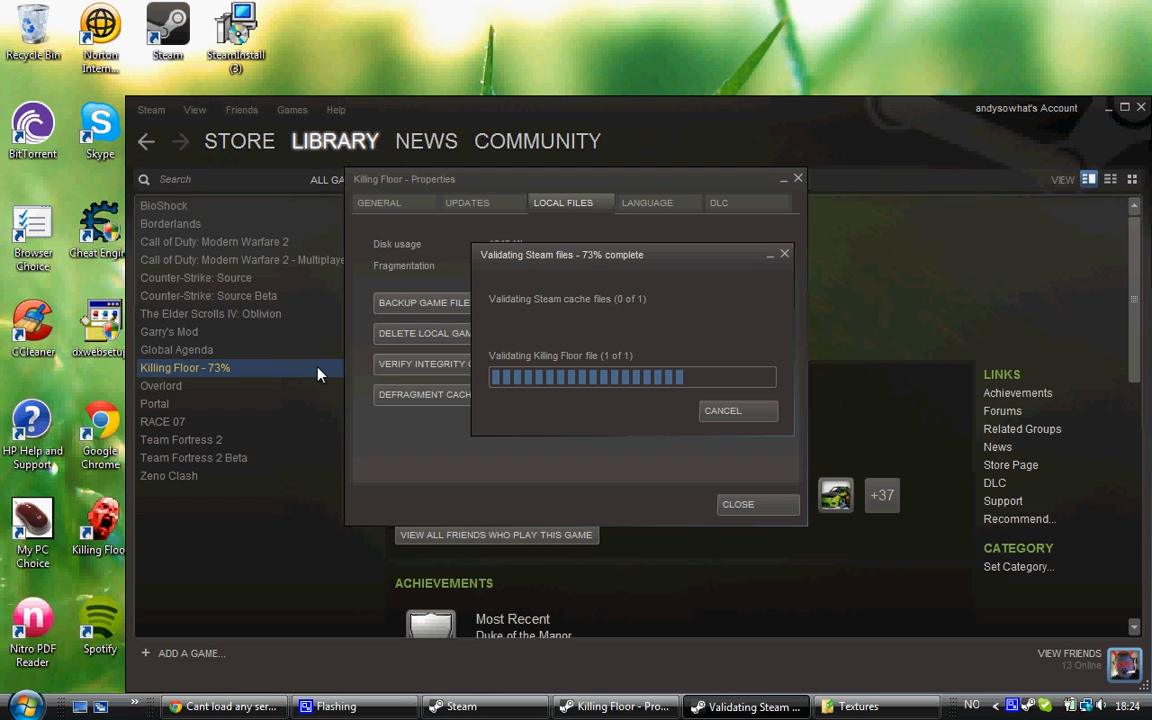 Recycle Bin
Norton
Intern...
Steam
SteamInstall
(3)
BitTorrent
Skype
Browser
Choice
Cheat Engin
CCleaner
dxwebsetu
HP Help and
Support
Google
Chrome
My PC
Choice
Killing Floo
Nitro PDF
Reader
Spotify
Steam View Friends Games Help
andysowhat's Account
STORE LIBRARY NEWS COMMUNITY
Search
ALL GA
VIEW
BioShock
Borderlands
Call of Duty: Modern Warfare 2
Call of Duty: Modern Warfare 2 - Multiplaye
Counter-Strike: Source
Counter-Strike: Source Beta
The Elder Scrolls IV: Oblivion
Garry's Mod
Global Agenda
Killing Floor - 73%
Overlord
Portal
RACE 07
Team Fortress 2
Team Fortress 2 Beta
Zeno Clash
Killing Floor - Properties
GENERAL UPDATES LOCAL FILES LANGUAGE DLC
Disk usage
Fragmentation
BACKUP GAME FILE
DELETE LOCAL GAM
VERIFY INTEGRITY
DEFRAGMENT CACH
CLOSE
Validating Steam files - 73% complete
Validating Steam cache files (0 of 1)
Validating Killing Floor file (1 of 1)
CANCEL
+37
VIEW ALL FRIENDS WHO PLAY THIS GAME
ACHIEVEMENTS
Most Recent
Duke of the Manor
LINKS
Achievements
Forums
Related Groups
News
Store Page
DLC
Support
Recommend...
CATEGORY
Set Category...
+ ADD A GAME...
VIEW FRIENDS
13 Online
Cant load any ser...
Flashing
Steam
Killing Floor - Pro...
Validating Steam ...
Textures
NO
18:24